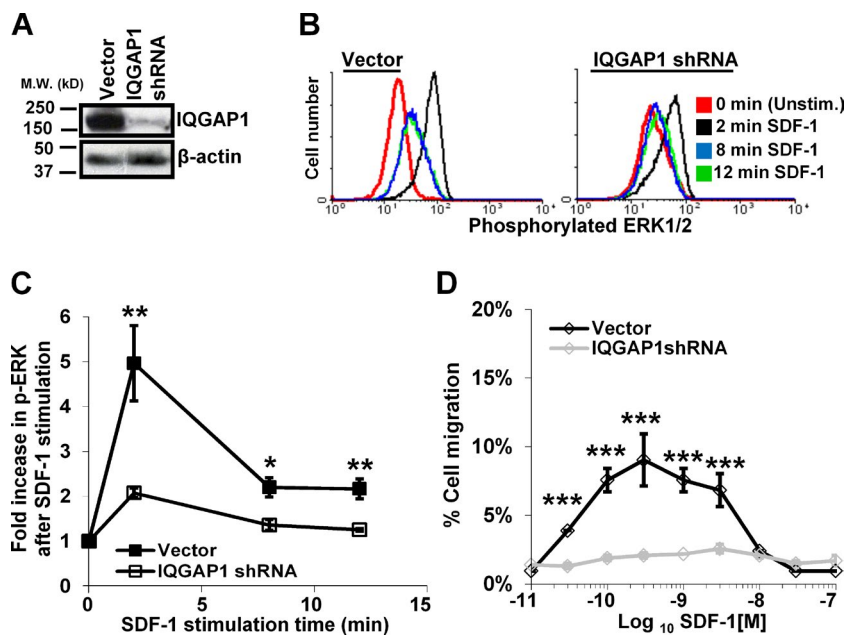 A
Vector
IQGAP1
shRNA
M.W. (kD)
250
150
50
37
IQGAP1
β-actin
B
Vector
IQGAP1 shRNA
Cell number
0 min (Unstim.)
2 min SDF-1
8 min SDF-1
12 min SDF-1
10⁰ 10¹ 10² 10³ 10⁴
10⁰ 10¹ 10² 10³ 10⁴
Phosphorylated ERK1/2
C
Fold incease in p-ERK
after SDF-1 stimulation
6
5
4
3
2
1
0
**
*
**
Vector
IQGAP1 shRNA
0 5 10 15
SDF-1 stimulation time (min)
D
% Cell migration
20%
15%
10%
5%
0%
Vector
IQGAP1shRNA
***
***
***
***
***
-11 -10 -9 -8 -7
Log 10 SDF-1[M]